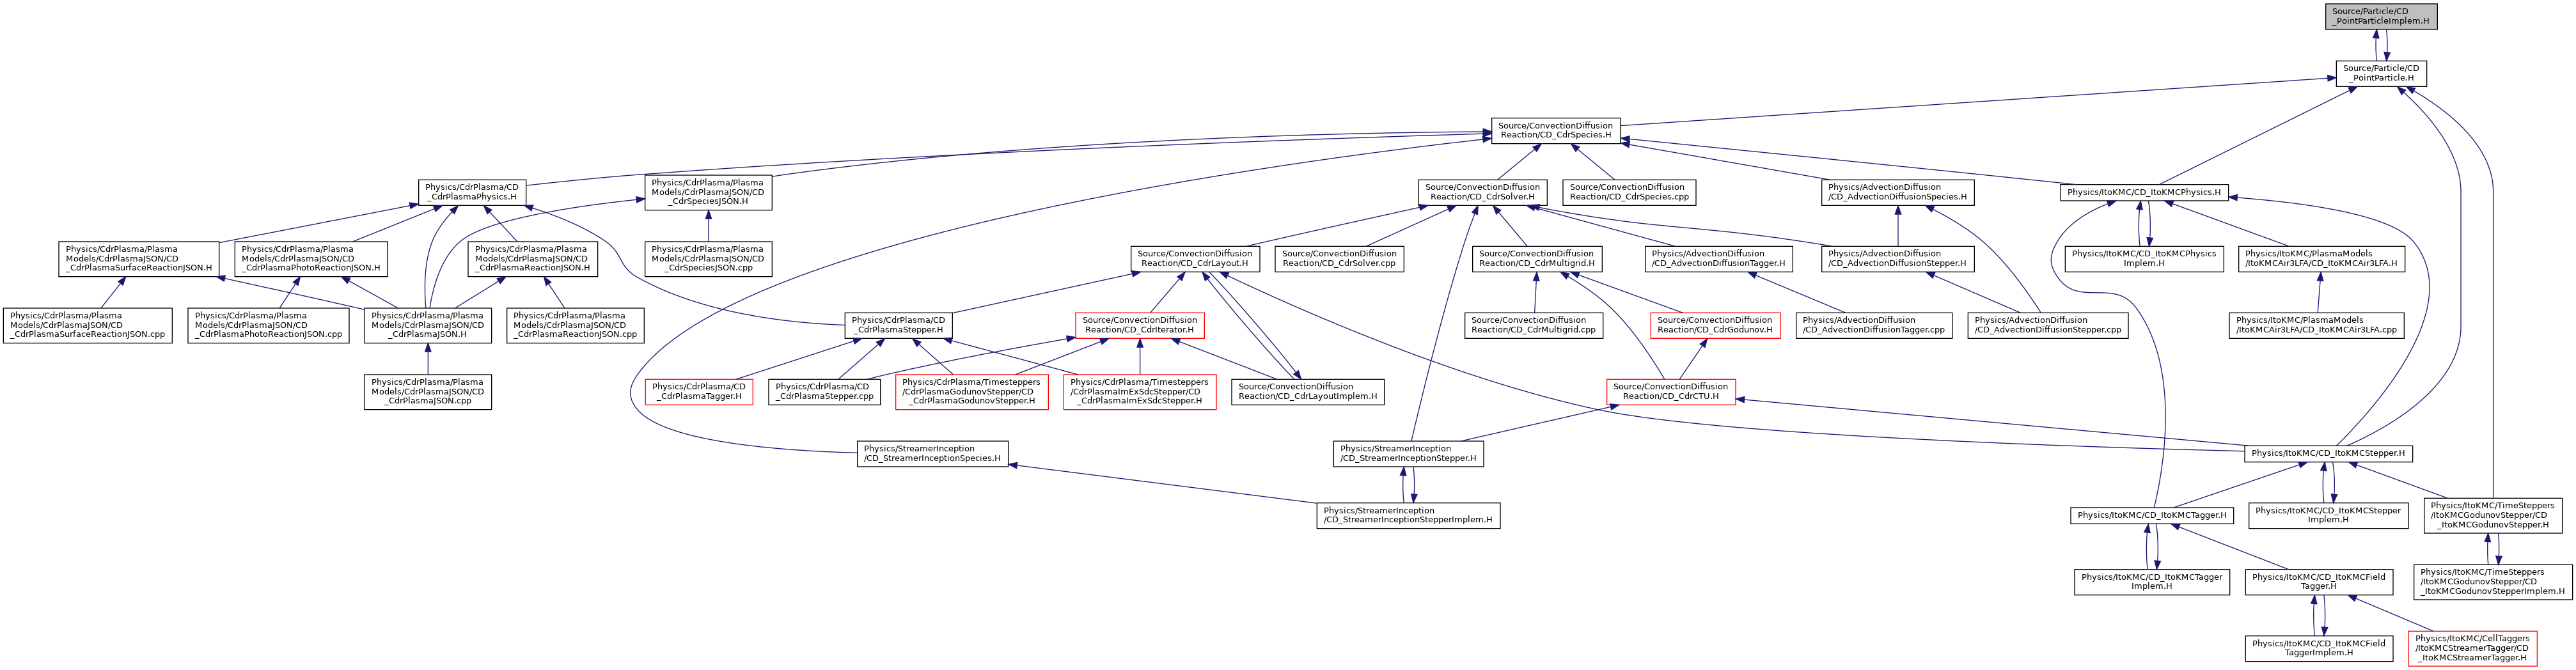 Source/Particle/CD
_PointParticleImplem.H
Source/Particle/CD
_PointParticle.H
Source/ConvectionDiffusion
Reaction/CD_CdrSpecies.H
Physics/CdrPlasma/CD
_CdrPlasmaPhysics.H
Physics/CdrPlasma/Plasma
Models/CdrPlasmaJSON/CD
_CdrSpeciesJSON.H
Source/ConvectionDiffusion
Reaction/CD_CdrSolver.H
Source/ConvectionDiffusion
Reaction/CD_CdrSpecies.cpp
Physics/AdvectionDiffusion
/CD_AdvectionDiffusionSpecies.H
Physics/ItoKMC/CD_ItoKMCPhysics.H
Physics/CdrPlasma/Plasma
Models/CdrPlasmaJSON/CD
_CdrPlasmaSurfaceReactionJSON.H
Physics/CdrPlasma/Plasma
Models/CdrPlasmaJSON/CD
_CdrPlasmaPhotoReactionJSON.H
Physics/CdrPlasma/Plasma
Models/CdrPlasmaJSON/CD
_CdrPlasmaReactionJSON.H
Physics/CdrPlasma/Plasma
Models/CdrPlasmaJSON/CD
_CdrSpeciesJSON.cpp
Source/ConvectionDiffusion
Reaction/CD_CdrLayout.H
Source/ConvectionDiffusion
Reaction/CD_CdrSolver.cpp
Source/ConvectionDiffusion
Reaction/CD_CdrMultigrid.H
Physics/AdvectionDiffusion
/CD_AdvectionDiffusionTagger.H
Physics/AdvectionDiffusion
/CD_AdvectionDiffusionStepper.H
Physics/ItoKMC/CD_ItoKMCPhysics
Implem.H
Physics/ItoKMC/PlasmaModels
/ItoKMCAir3LFA/CD_ItoKMCAir3LFA.H
Physics/CdrPlasma/Plasma
Models/CdrPlasmaJSON/CD
_CdrPlasmaSurfaceReactionJSON.cpp
Physics/CdrPlasma/Plasma
Models/CdrPlasmaJSON/CD
_CdrPlasmaPhotoReactionJSON.cpp
Physics/CdrPlasma/Plasma
Models/CdrPlasmaJSON/CD
_CdrPlasmaJSON.H
Physics/CdrPlasma/Plasma
Models/CdrPlasmaJSON/CD
_CdrPlasmaReactionJSON.cpp
Physics/CdrPlasma/CD
_CdrPlasmaStepper.H
Source/ConvectionDiffusion
Reaction/CD_CdrIterator.H
Source/ConvectionDiffusion
Reaction/CD_CdrMultigrid.cpp
Source/ConvectionDiffusion
Reaction/CD_CdrGodunov.H
Physics/AdvectionDiffusion
/CD_AdvectionDiffusionTagger.cpp
Physics/AdvectionDiffusion
/CD_AdvectionDiffusionStepper.cpp
Physics/ItoKMC/PlasmaModels
/ItoKMCAir3LFA/CD_ItoKMCAir3LFA.cpp
Physics/CdrPlasma/Plasma
Models/CdrPlasmaJSON/CD
_CdrPlasmaJSON.cpp
Physics/CdrPlasma/CD
_CdrPlasmaTagger.H
Physics/CdrPlasma/CD
_CdrPlasmaStepper.cpp
Physics/CdrPlasma/Timesteppers
/CdrPlasmaGodunovStepper/CD
_CdrPlasmaGodunovStepper.H
Physics/CdrPlasma/Timesteppers
/CdrPlasmaImExSdcStepper/CD
_CdrPlasmaImExSdcStepper.H
Source/ConvectionDiffusion
Reaction/CD_CdrLayoutImplem.H
Source/ConvectionDiffusion
Reaction/CD_CdrCTU.H
Physics/StreamerInception
/CD_StreamerInceptionSpecies.H
Physics/StreamerInception
/CD_StreamerInceptionStepper.H
Physics/ItoKMC/CD_ItoKMCStepper.H
Physics/StreamerInception
/CD_StreamerInceptionStepperImplem.H
Physics/ItoKMC/CD_ItoKMCTagger.H
Physics/ItoKMC/CD_ItoKMCStepper
Implem.H
Physics/ItoKMC/TimeSteppers
/ItoKMCGodunovStepper/CD
_ItoKMCGodunovStepper.H
Physics/ItoKMC/CD_ItoKMCTagger
Implem.H
Physics/ItoKMC/CD_ItoKMCField
Tagger.H
Physics/ItoKMC/TimeSteppers
/ItoKMCGodunovStepper/CD
_ItoKMCGodunovStepperImplem.H
Physics/ItoKMC/CD_ItoKMCField
TaggerImplem.H
Physics/ItoKMC/CellTaggers
/ItoKMCStreamerTagger/CD
_ItoKMCStreamerTagger.H